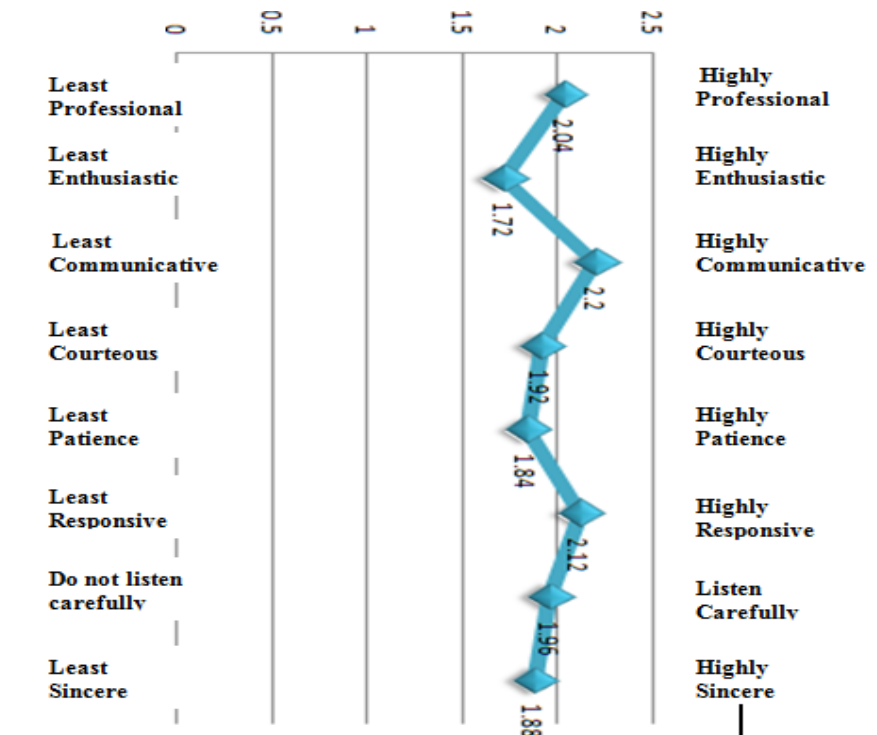 0
0.5
1
1.5
2
2.5
Least
Professional
Highly
Professional
2.04
Least
Enthusiastic
Highly
Enthusiastic
1.72
Least
Communicative
Highly
Communicative
2.2
Least
Courteous
Highly
Courteous
1.92
Least
Patience
Highly
Patience
1.84
Least
Responsive
Highly
Responsive
2.12
Do not listen
carefully
Listen
Carefully
1.96
Least
Sincere
Highly
Sincere
1.88